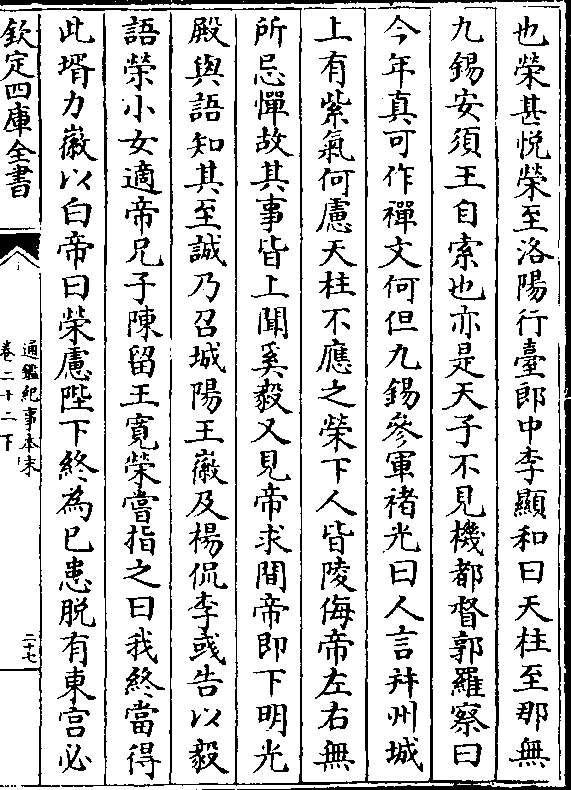 也榮甚悅榮至洛陽行臺郎中李顯和曰天柱至那無
九錫安須王自索也亦是天子不見機都督郭羅察曰
今年真可作禪文何但九錫參軍褚光曰人言并州城
上有紫氣何慮天柱不應之榮下人皆陵侮帝左右無
所忌憚故其事皆上聞奚毅又見帝求間帝即下明光
殿與語知其至誠乃召城陽王徽及楊侃李彧告以毅
語榮小女適帝兄子陳留王寬榮嘗指之曰我終當得
此壻力徽以白帝曰榮慮陛下終為已患脫有東宮必
欽定四庫全書
通鑑紀事本末
卷二十二下
二十七